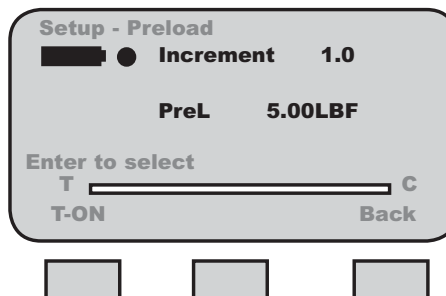 Setup - Preload
Increment 1.0
PreL 5.00LBF
Enter to select
T C
T-ON Back